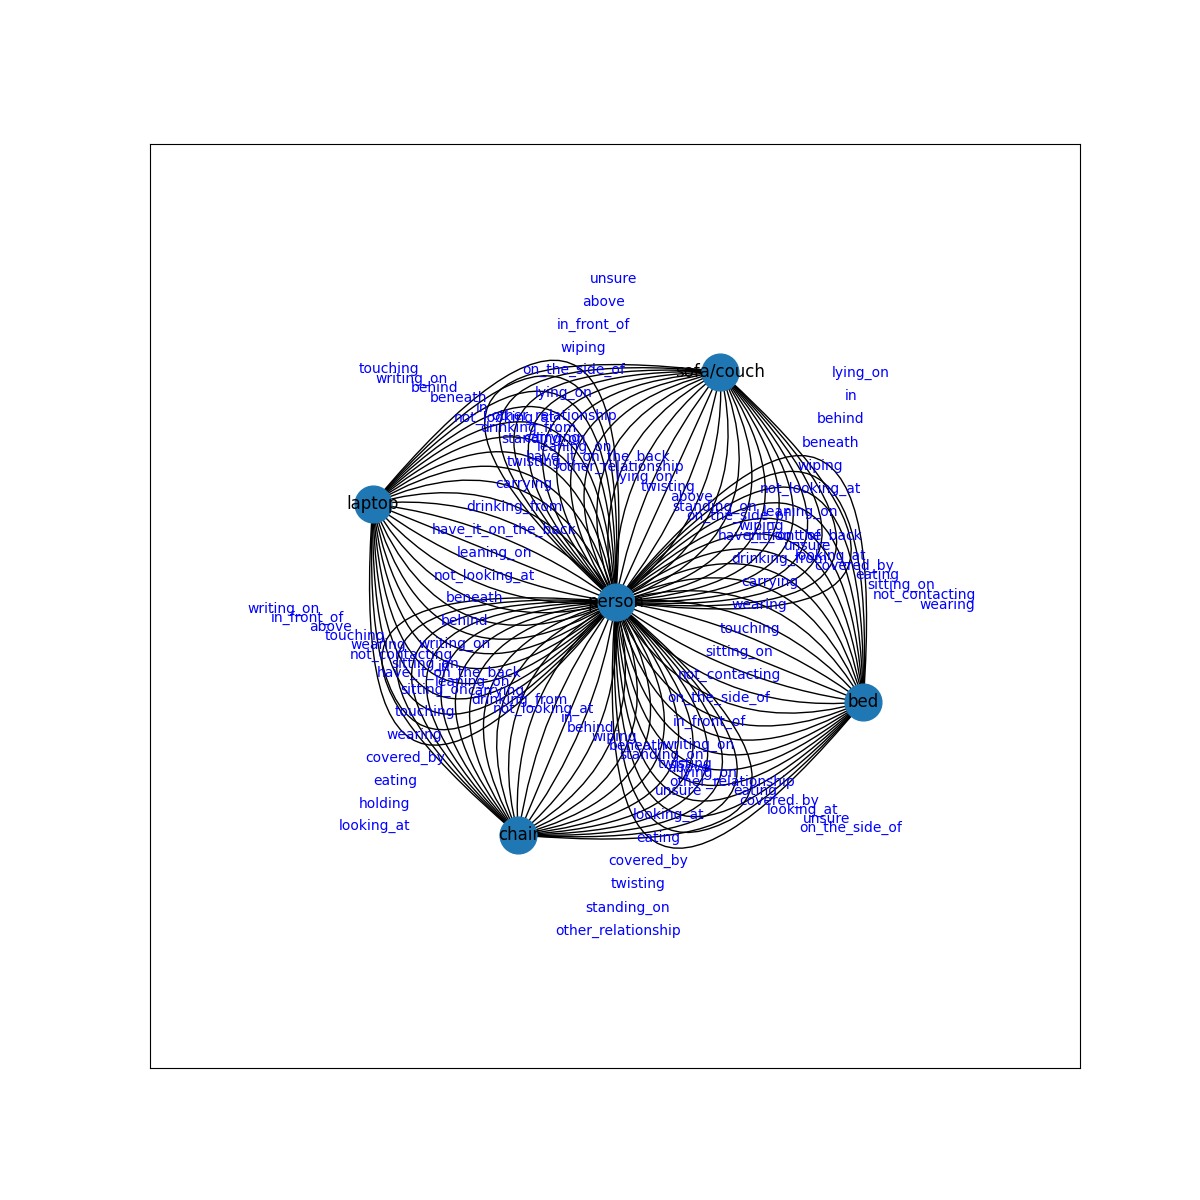 unsure
above
in_front_of
wiping
touching
on_the_side_of
sofa/couch
lying_on
writing_on
behind
lying_on
in
beneath
in
not_looking_at
other_relationship
behind
drinking_from
standing_on
beneath
leaning_on
have_it_on_the_back
twisting
other_relationship
wiping
lying_on
carrying
twisting
not_looking_at
above
laptop
drinking_from
standing_on
on_the_side_of
leaning_on
wiping
have_it_on_the_back
unsure
leaning_on
drinking_from
looking_at
covered_by
not_looking_at
eating
carrying
sitting_on
beneath
person
not_contacting
wearing
wearing
writing_on
in_front_of
behind
above
touching
touching
writing_on
wearing
sitting_on
not_contacting
sitting_on
have_it_on_the_back
not_contacting
leaning_on
sitting_on
carrying
drinking_from
on_the_side_of
bed
touching
not_looking_at
in
in_front_of
behind
wearing
wiping
beneath
writing_on
standing_on
covered_by
twisting
lying_on
eating
other_relationship
unsure
eating
holding
covered_by
looking_at
looking_at
unsure
looking_at
on_the_side_of
chair
eating
covered_by
twisting
standing_on
other_relationship